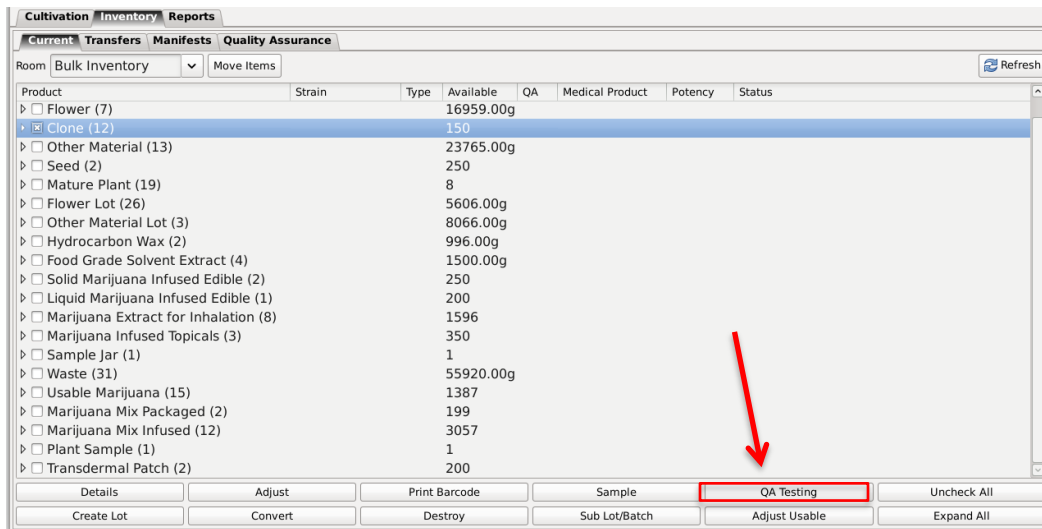 Cultivation Inventory Reports
Current Transfers Manifests Quality Assurance
Room Bulk Inventory Move Items Refresh
Product Strain Type Available QA Medical Product Potency Status
Flower (7) 16959.00g
Clone (12) 150
Other Material (13) 23765.00g
Seed (2) 250
Mature Plant (19) 8
Flower Lot (26) 5606.00g
Other Material Lot (3) 8066.00g
Hydrocarbon Wax (2) 996.00g
Food Grade Solvent Extract (4) 1500.00g
Solid Marijuana Infused Edible (2) 250
Liquid Marijuana Infused Edible (1) 200
Marijuana Extract for Inhalation (8) 1596
Marijuana Infused Topicals (3) 350
Sample Jar (1) 1
Waste (31) 55920.00g
Usable Marijuana (15) 1387
Marijuana Mix Packaged (2) 199
Marijuana Mix Infused (12) 3057
Plant Sample (1) 1
Transdermal Patch (2) 200
Details Adjust Print Barcode Sample QA Testing Uncheck All
Create Lot Convert Destroy Sub Lot/Batch Adjust Usable Expand All